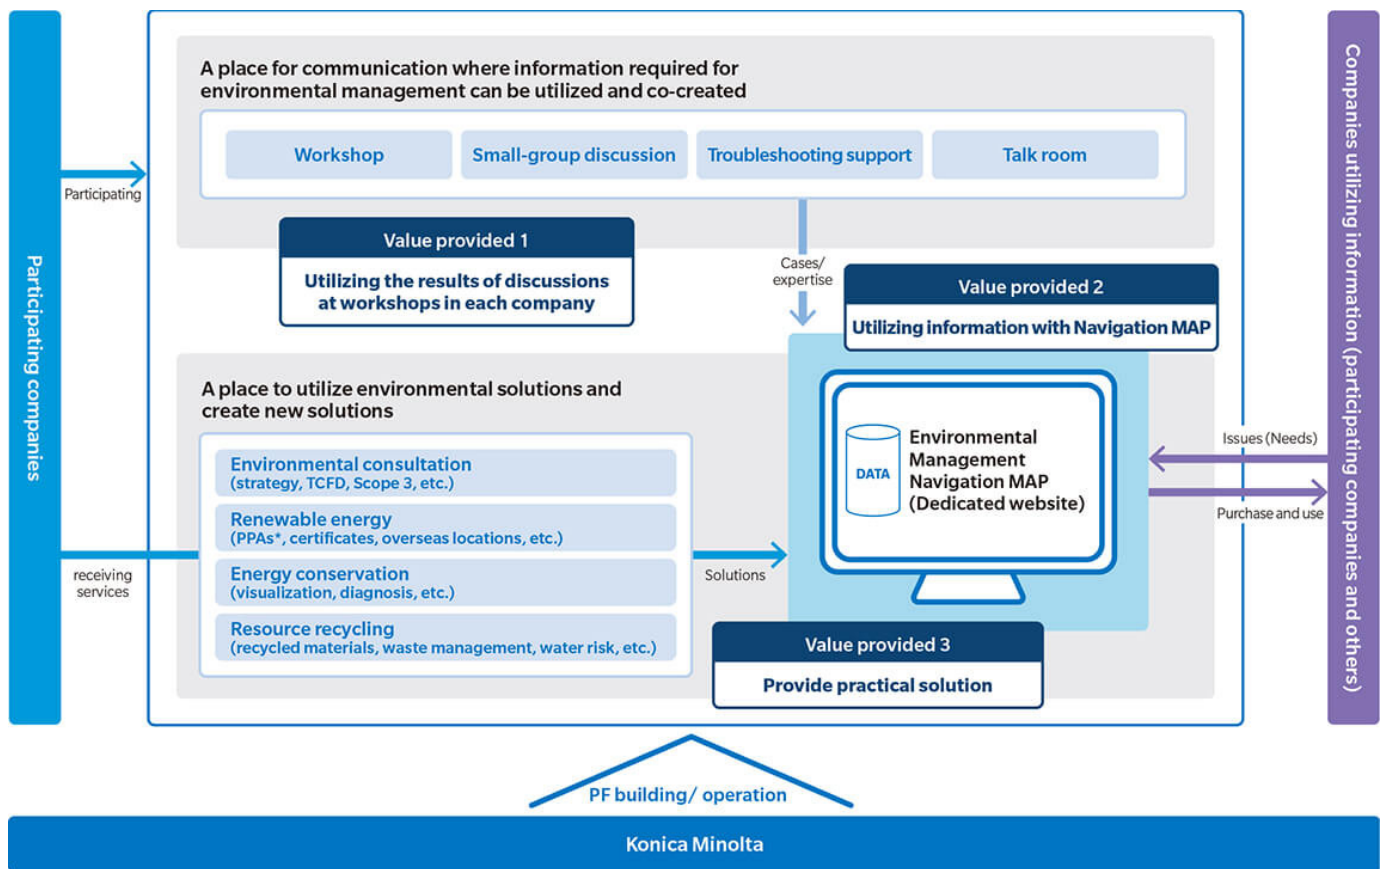 Participating companies
Participating
receiving
services
A place for communication where information required for
environmental management can be utilized and co-created
Workshop
Small-group discussion
Troubleshooting support
Talk room
Value provided 1
Utilizing the results of discussions
at workshops in each company
Cases/
expertise
Value provided 2
Utilizing information with Navigation MAP
A place to utilize environmental solutions and
create new solutions
Environmental consultation
(strategy, TCFD, Scope 3, etc.)
Renewable energy
(PPAs*, certificates, overseas locations, etc.)
Energy conservation
(visualization, diagnosis, etc.)
Resource recycling
(recycled materials, waste management, water risk, etc.)
Solutions
DATA
Environmental
Management
Navigation MAP
(Dedicated website)
Value provided 3
Provide practical solution
Issues (Needs)
Purchase and use
Companies utilizing information (participating companies and others)
PF building/ operation
Konica Minolta